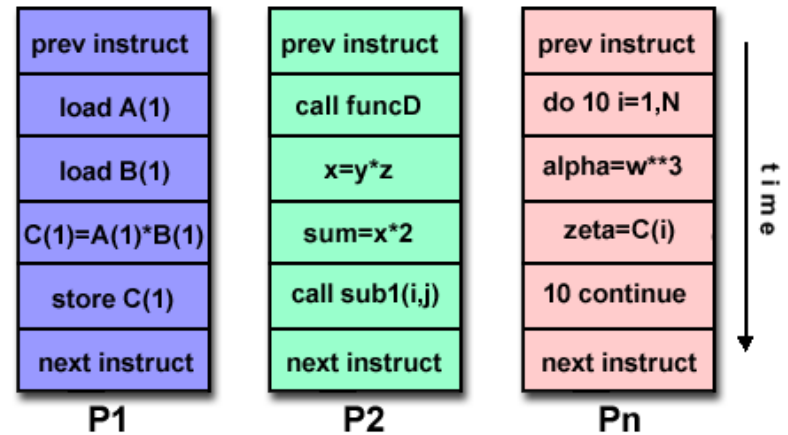 prev instruct
load A(1)
load B(1)
C(1)=A(1)*B(1)
store C(1)
next instruct
P1
prev instruct
call funcD
x=y*z
sum=x*2
call sub1(i,j)
next instruct
P2
prev instruct
do 10 i=1,N
alpha=w**3
zeta=C(i)
10 continue
next instruct
Pn
time